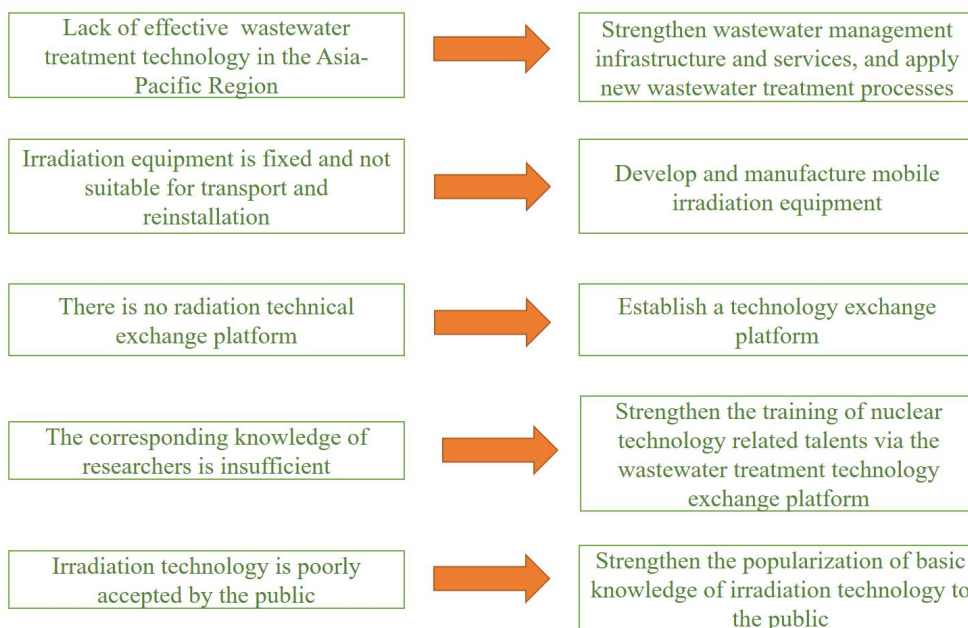 Lack of effective wastewater
treatment technology in the Asia-
Pacific Region
Strengthen wastewater management
infrastructure and services, and apply
new wastewater treatment processes
Irradiation equipment is fixed and not
suitable for transport and
reinstallation
Develop and manufacture mobile
irradiation equipment
There is no radiation technical
exchange platform
Establish a technology exchange
platform
The corresponding knowledge of
researchers is insufficient
Strengthen the training of nuclear
technology related talents via the
wastewater treatment technology
exchange platform
Irradiation technology is poorly
accepted by the public
Strengthen the popularization of basic
knowledge of irradiation technology to
the public